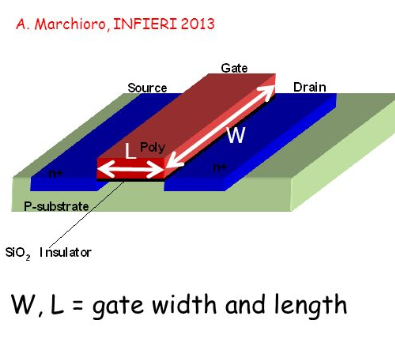 A. Marchioro, INFIERI 2013
Gate
Source
Drain
W
L
Poly
n+
n+
P-substrate
SiO₂ Insulator
W, L = gate width and length